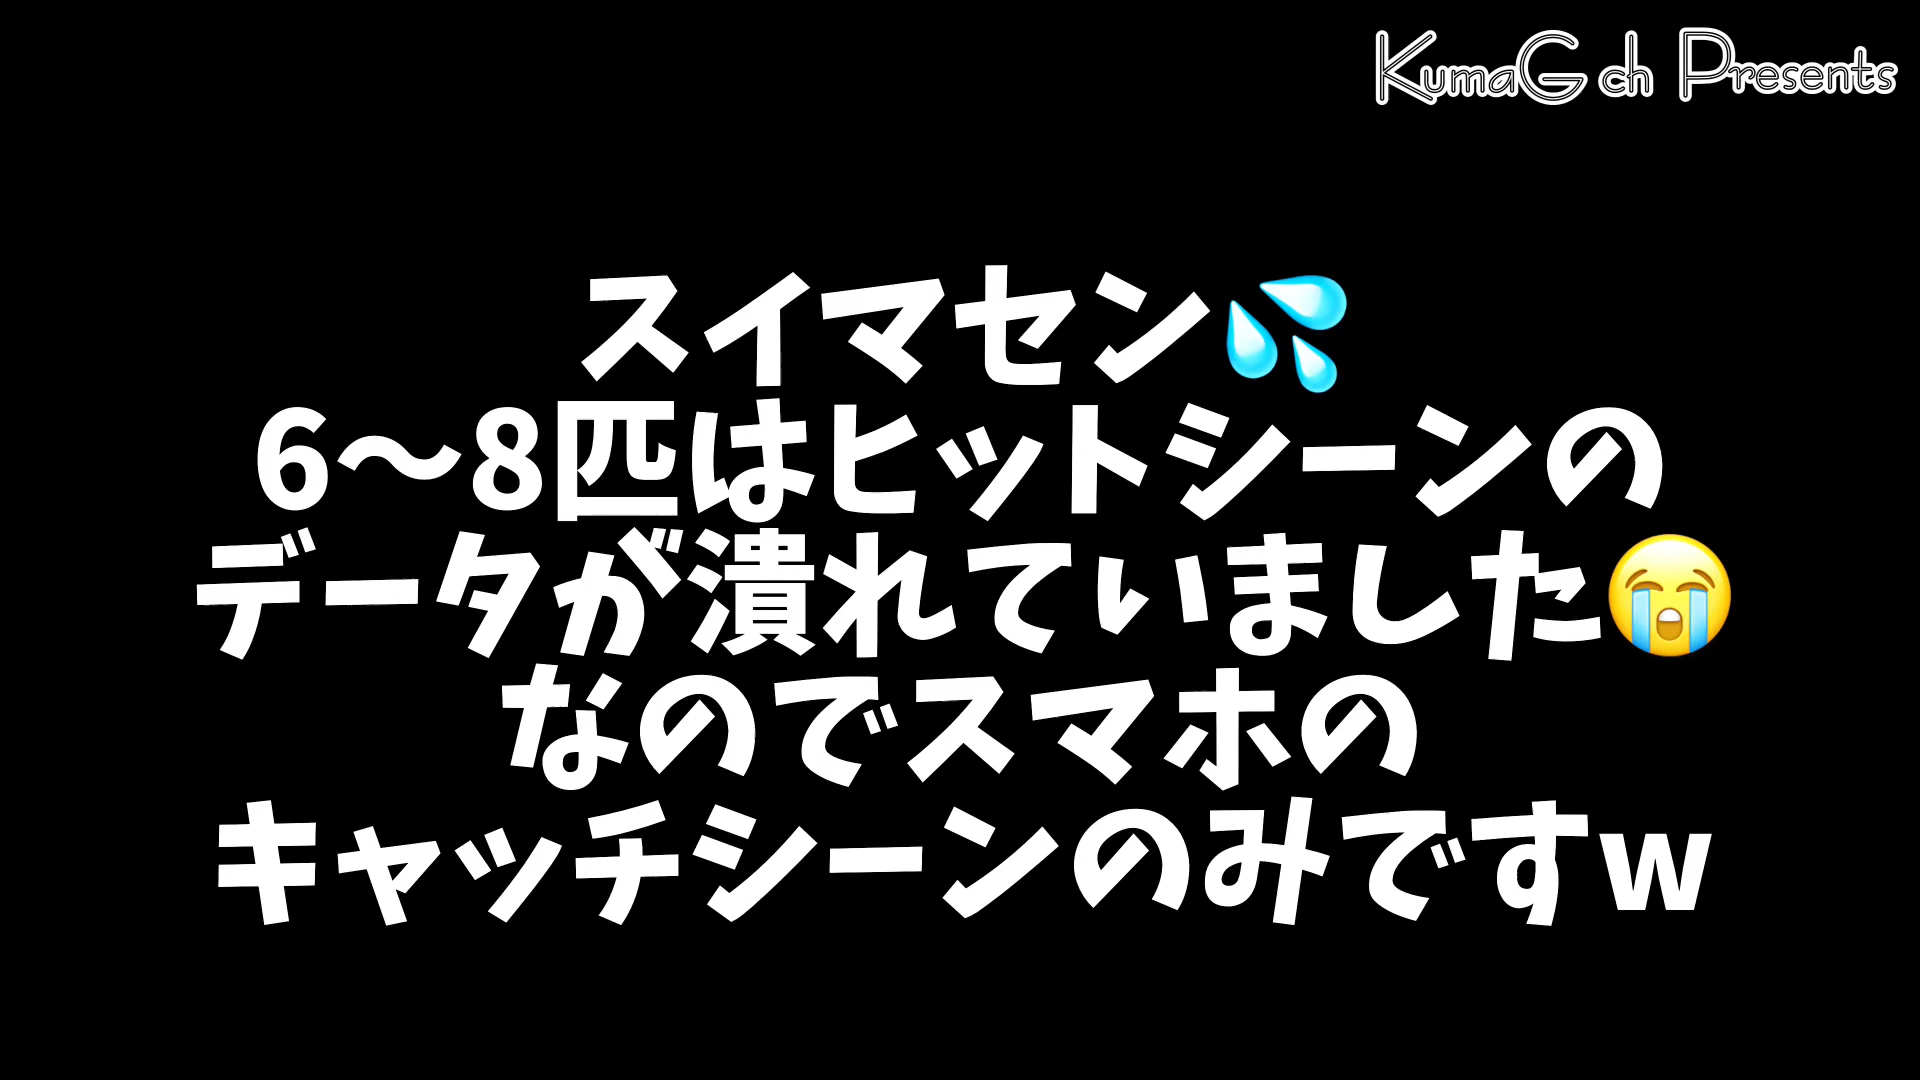 KumaG ch Presents
スイマセン💦
6〜8匹はヒットシーンの
データが潰れていました😭
なのでスマホの
キャッチシーンのみですw